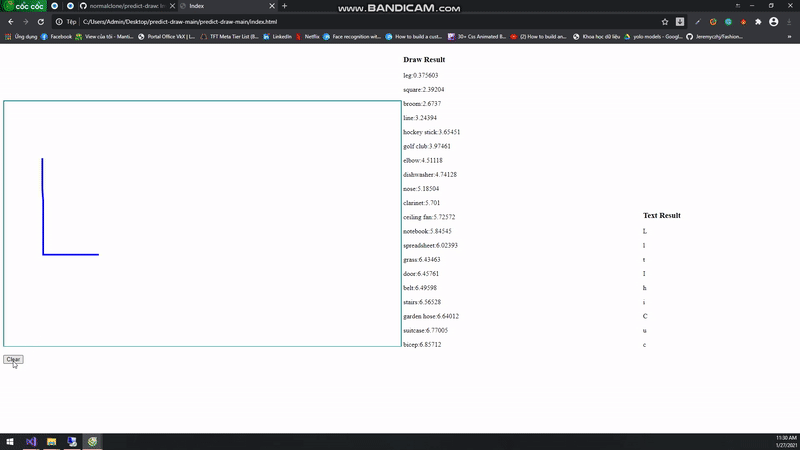 CỐC CỐC
normalclone/predict-draw: In
Index
WWW.BANDICAM.COM
Tệp
C:/Users/Admin/Desktop/predict-draw-main/predict-draw-main/index.html
Ứng dụng
Facebook
View của tôi - Manti...
Portal Office VkX | L...
TFT Meta Tier List (B...
LinkedIn
Netflix
Face recognition wit...
How to build a cust...
30+ Css Animated B...
(2) How to build an...
Khoa học dữ liệu
yolo models - Googl...
Jeremyczhj/Fashion...
Draw Result
leg:0.375603
square:2.39204
broom:2.6737
line:3.24394
hockey stick:3.65451
golf club:3.97461
elbow:4.51118
dishwasher:4.74128
nose:5.18504
clarinet:5.701
ceiling fan:5.72572
notebook:5.84545
spreadsheet:6.02393
grass:6.43463
door:6.45761
belt:6.49598
stairs:6.56528
garden hose:6.64012
suitcase:6.77005
bicep:6.85712
Text Result
L
l
t
I
h
i
C
u
c
Clear
11:30 AM
1/27/2021